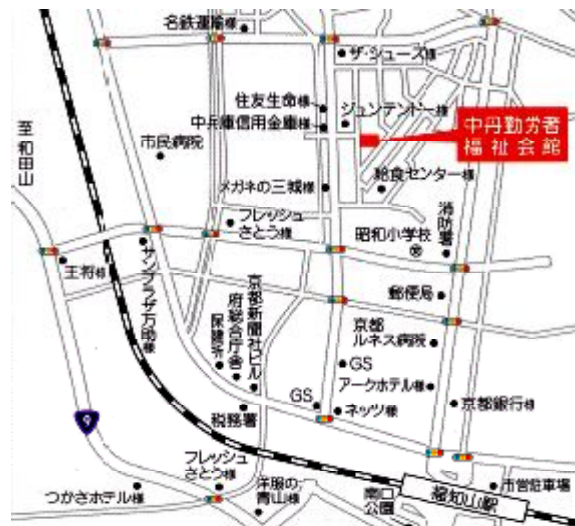 名鉄運輸様
ザ・シューズ様
住友生命様
中兵庫信用金庫様
ジュンテンドー様
中丹勤労者
福祉会館
至
和田山
市民病院
メガネの三城様
給食センター様
フレッシュ
さとう様
昭和小学校
文
消防署
王将様
サンプラザ万助様
郵便局
京都新聞社ビル
府総合庁舎
保健所
京都
ルネス病院
GS
アークホテル様
GS
ネッツ様
京都銀行様
税務署
9
フレッシュ
さとう様
つかさホテル様
洋服の
青山様
南口
公園
福知山駅
市営駐車場